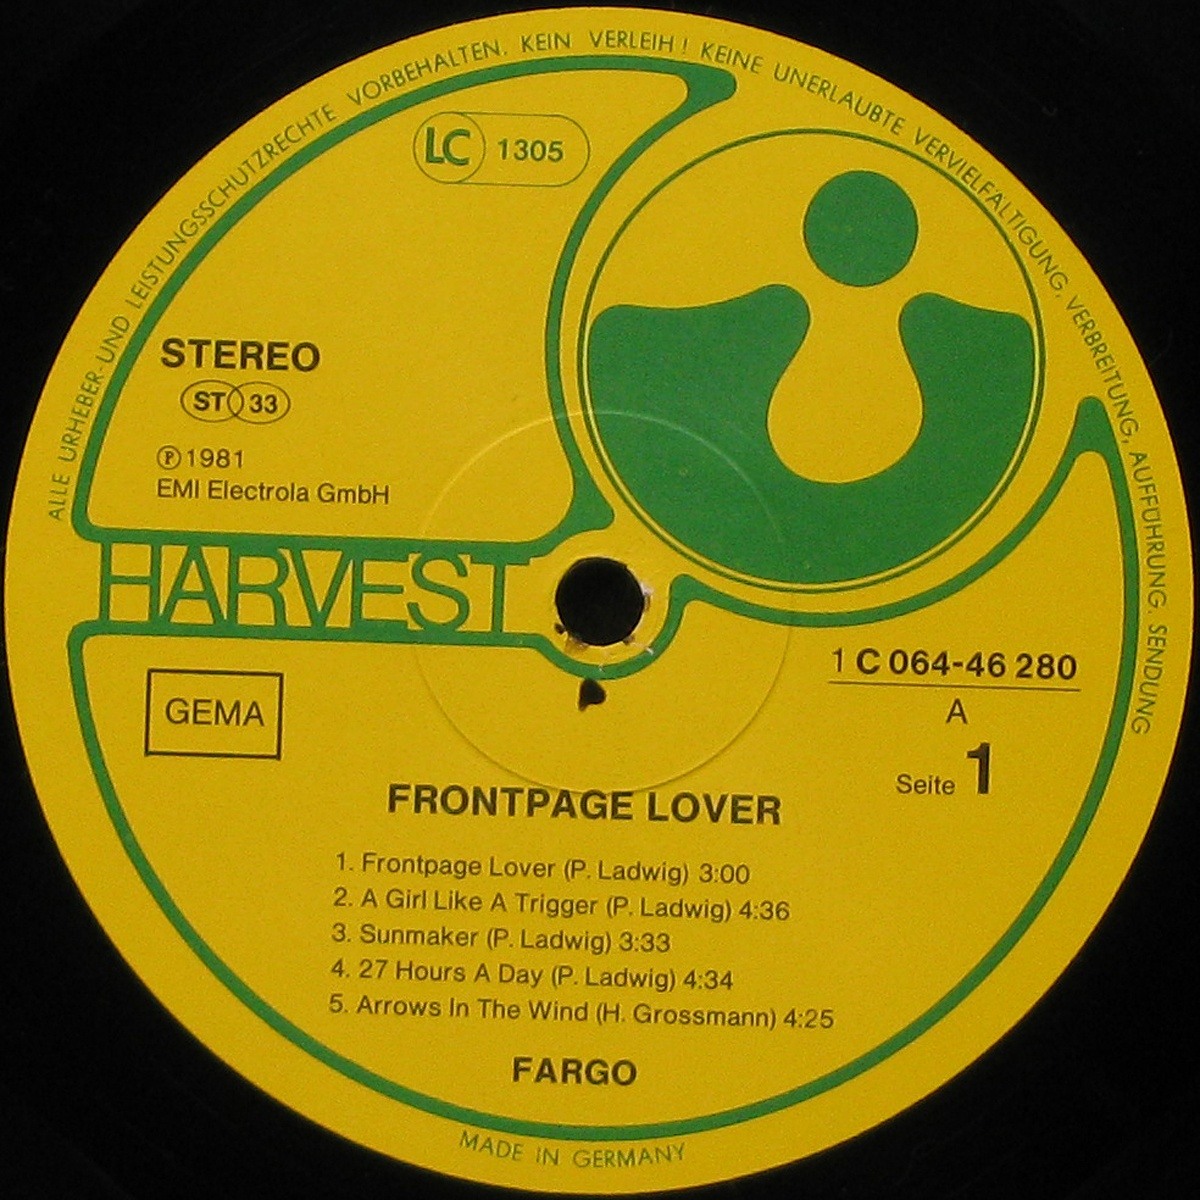 ALLE URHEBER- UND LEISTUNGSSCHUTZRECHTE VORBEHALTEN. KEIN VERLEIH! KEINE UNERLAUBTE VERVIELFÄLTIGUNG, VERBREITUNG, AUFFÜHRUNG. SENDUNG
LC 1305
STEREO
ST 33
Ⓟ 1981
EMI Electrola GmbH
HARVEST
GEMA
1 C 064-46 280
A
Seite 1
FRONTPAGE LOVER
1. Frontpage Lover (P. Ladwig) 3:00
2. A Girl Like A Trigger (P. Ladwig) 4:36
3. Sunmaker (P. Ladwig) 3:33
4. 27 Hours A Day (P. Ladwig) 4:34
5. Arrows In The Wind (H. Grossmann) 4:25
FARGO
MADE IN GERMANY